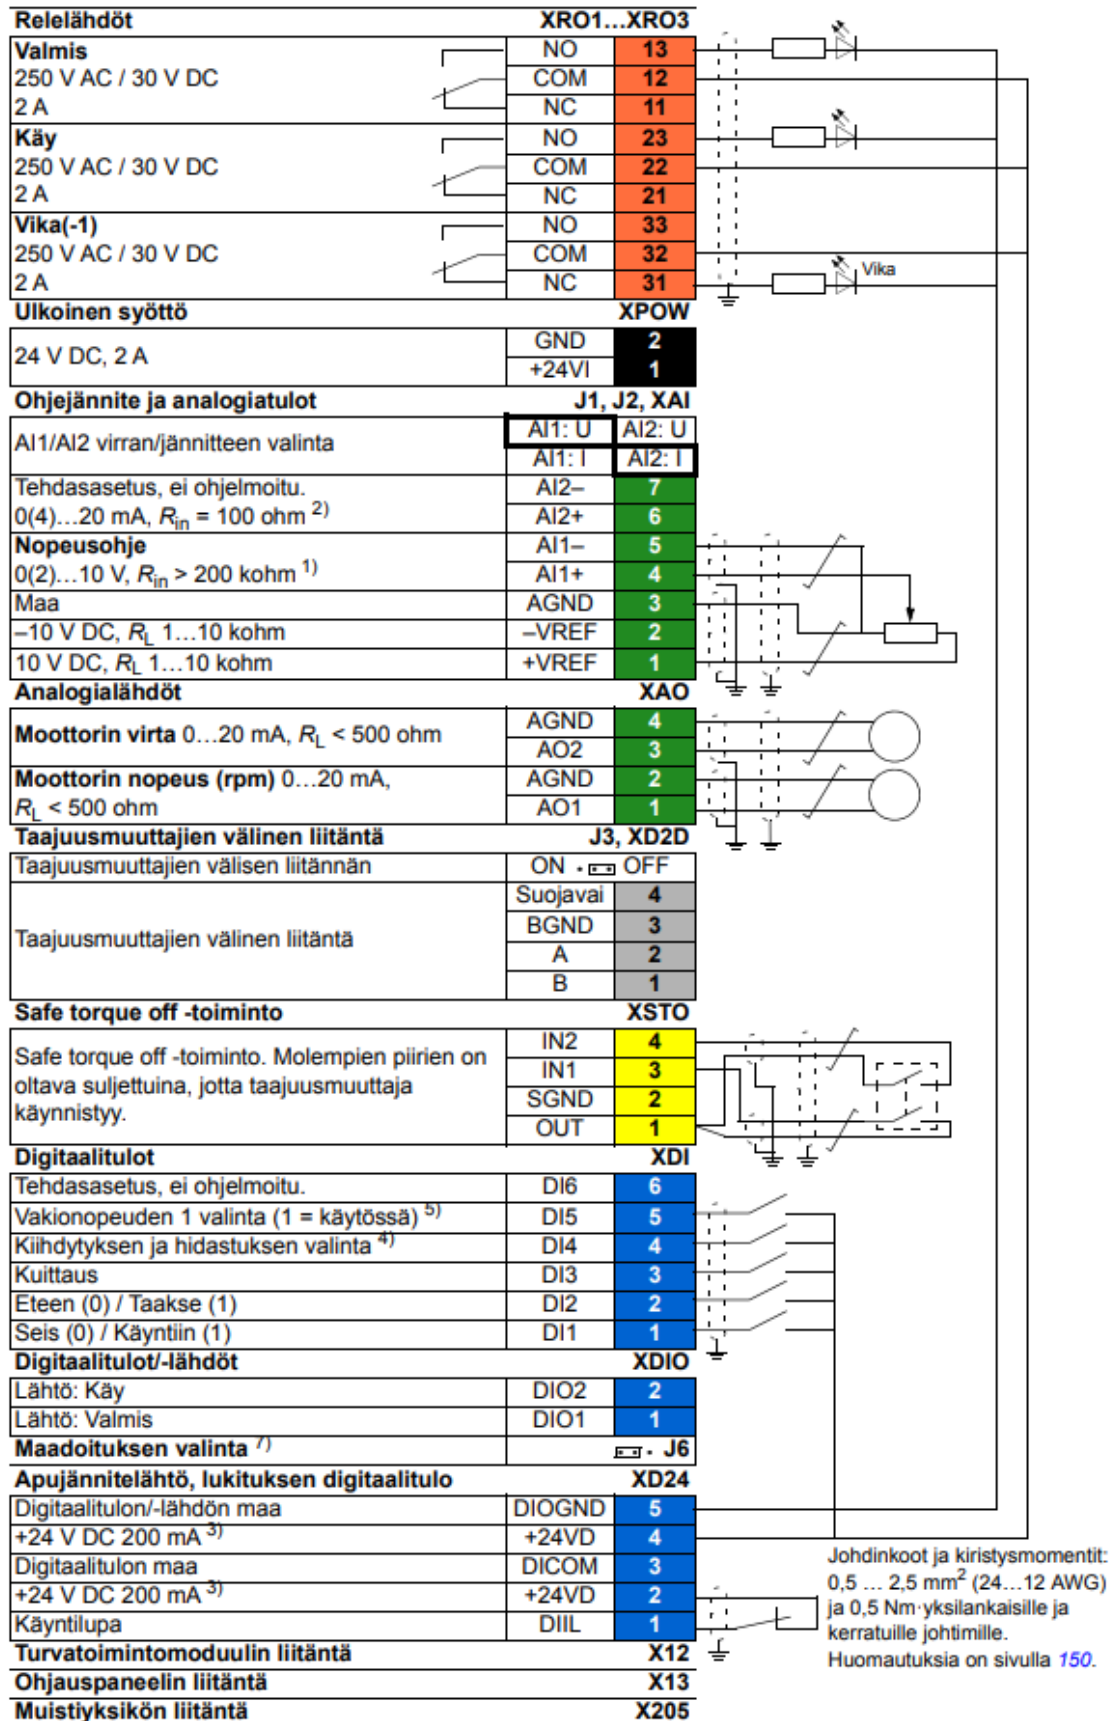 Relelähdöt XRO1…XRO3
Valmis NO 13
250 V AC / 30 V DC COM 12
2 A NC 11
Käy NO 23
250 V AC / 30 V DC COM 22
2 A NC 21
Vika(-1) NO 33
250 V AC / 30 V DC COM 32
2 A NC 31 Vika
Ulkoinen syöttö XPOW
24 V DC, 2 A GND 2
+24VI 1
Ohjejännite ja analogiatulot J1, J2, XAI
AI1/AI2 virran/jännitteen valinta AI1: U AI2: U
AI1: I AI2: I
Tehdasasetus, ei ohjelmoitu. AI2– 7
0(4)…20 mA, Rin = 100 ohm 2) AI2+ 6
Nopeusohje AI1– 5
0(2)…10 V, Rin > 200 kohm 1) AI1+ 4
Maa AGND 3
–10 V DC, RL 1…10 kohm –VREF 2
10 V DC, RL 1…10 kohm +VREF 1
Analogialähdöt XAO
Moottorin virta 0…20 mA, RL < 500 ohm AGND 4
AO2 3
Moottorin nopeus (rpm) 0…20 mA, AGND 2
RL < 500 ohm AO1 1
Taajuusmuuttajien välinen liitäntä J3, XD2D
Taajuusmuuttajien välisen liitännän ON OFF
Taajuusmuuttajien välinen liitäntä Suojavai 4
BGND 3
A 2
B 1
Safe torque off -toiminto XSTO
Safe torque off -toiminto. Molempien piirien on IN2 4
oltava suljettuina, jotta taajuusmuuttaja IN1 3
käynnistyy. SGND 2
OUT 1
Digitaalitulot XDI
Tehdasasetus, ei ohjelmoitu. DI6 6
Vakionopeuden 1 valinta (1 = käytössä) 5) DI5 5
Kiihdytyksen ja hidastuksen valinta 4) DI4 4
Kuittaus DI3 3
Eteen (0) / Taakse (1) DI2 2
Seis (0) / Käyntiin (1) DI1 1
Digitaalitulot/-lähdöt XDIO
Lähtö: Käy DIO2 2
Lähtö: Valmis DIO1 1
Maadoituksen valinta 7) J6
Apujännitelähtö, lukituksen digitaalitulo XD24
Digitaalitulon/-lähdön maa DIOGND 5
+24 V DC 200 mA 3) +24VD 4
Digitaalitulon maa DICOM 3
+24 V DC 200 mA 3) +24VD 2
Käyntilupa DIIL 1
Turvatoimintomoduulin liitäntä X12
Ohjauspaneelin liitäntä X13
Muistiyksikön liitäntä X205
Johdinkoot ja kiristysmomentit:
0,5 … 2,5 mm2 (24…12 AWG)
ja 0,5 Nm·yksilankaisille ja
kerratuille johtimille.
Huomautuksia on sivulla 150.